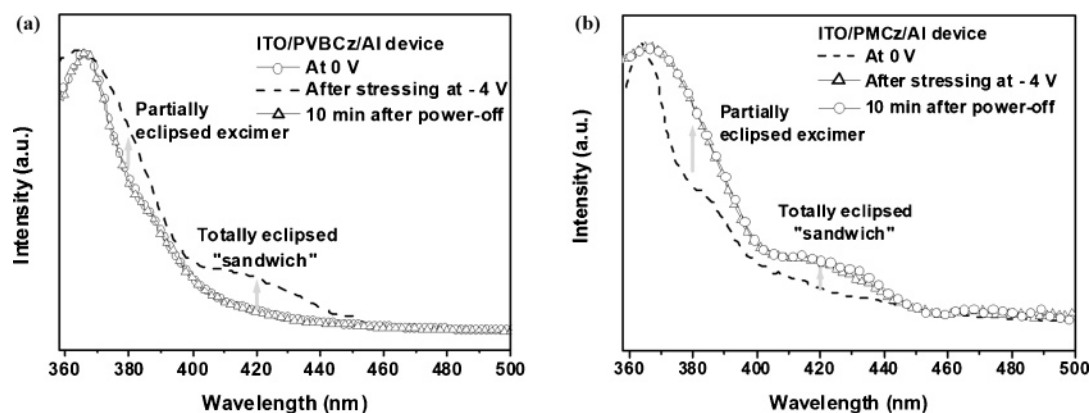 (a)
ITO/PVBCz/Al device
At 0 V
After stressing at - 4 V
10 min after power-off
Partially
eclipsed excimer
Totally eclipsed
"sandwich"
Intensity (a.u.)
360 380 400 420 440 460 480 500
Wavelength (nm)
(b)
ITO/PMCz/Al device
At 0 V
After stressing at - 4 V
10 min after power-off
Partially
eclipsed excimer
Totally eclipsed
"sandwich"
Intensity (a.u.)
360 380 400 420 440 460 480 500
Wavelength (nm)